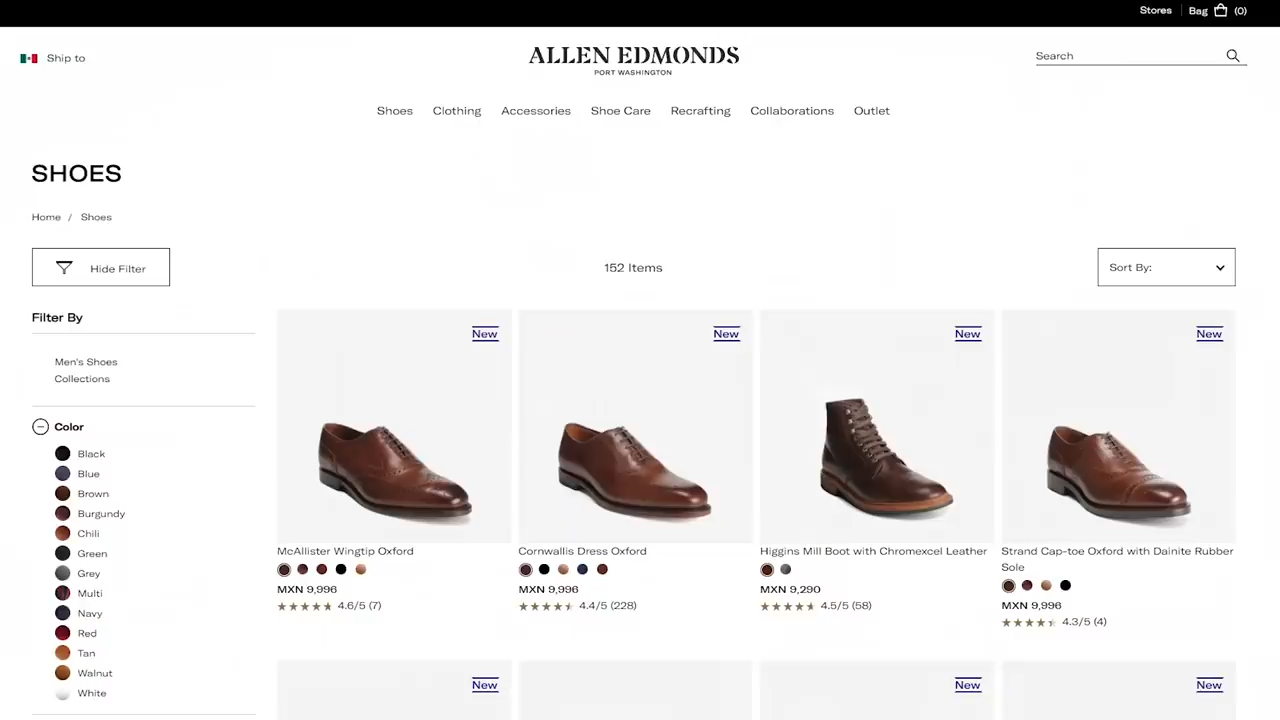 Stores
Bag
(0)
Ship to
ALLEN EDMONDS
PORT WASHINGTON
Search
Shoes
Clothing
Accessories
Shoe Care
Recrafting
Collaborations
Outlet
SHOES
Home / Shoes
Hide Filter
152 Items
Sort By:
Filter By
Men's Shoes
Collections
Color
Black
Blue
Brown
Burgundy
Chili
Green
Grey
Multi
Navy
Red
Tan
Walnut
White
New
McAllister Wingtip Oxford
MXN 9,996
4.6/5 (7)
New
Cornwallis Dress Oxford
MXN 9,996
4.4/5 (228)
New
Higgins Mill Boot with Chromexcel Leather
MXN 9,290
4.5/5 (58)
New
Strand Cap-toe Oxford with Dainite Rubber
Sole
MXN 9,996
4.3/5 (4)
New
New
New